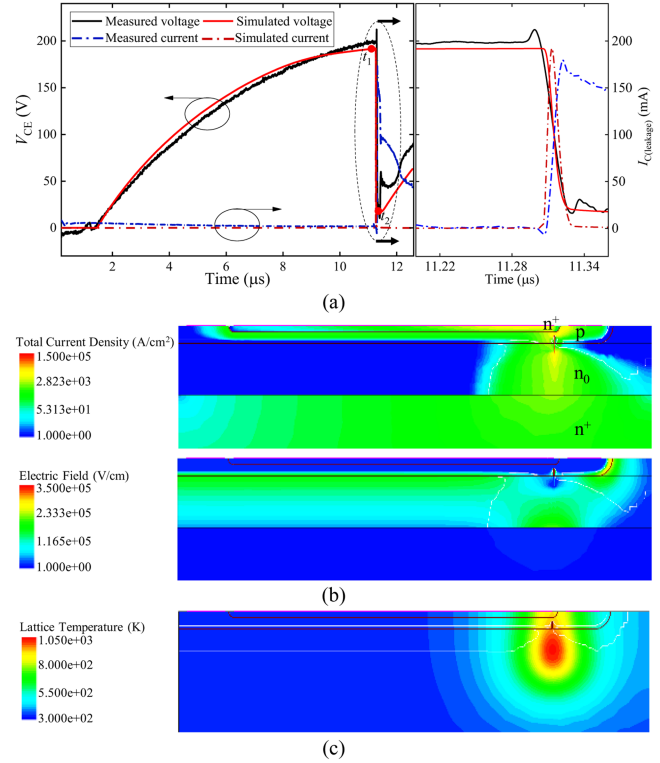 (a)
Measured voltage Simulated voltage
Measured current Simulated current
200
150
100
50
0
V_CE (V)
t_1
t_2
2 4 6 8 10 12
Time (μs)
200
150
100
50
0
I_C(leakage) (mA)
11.22 11.28 11.34
Time (μs)
(a)
Total Current Density (A/cm²)
1.500e+05
2.823e+03
5.313e+01
1.000e+00
n⁺
p
n₀
n⁺
Electric Field (V/cm)
3.500e+05
2.333e+05
1.165e+05
1.000e+00
(b)
Lattice Temperature (K)
1.050e+03
8.000e+02
5.500e+02
3.000e+02
(c)